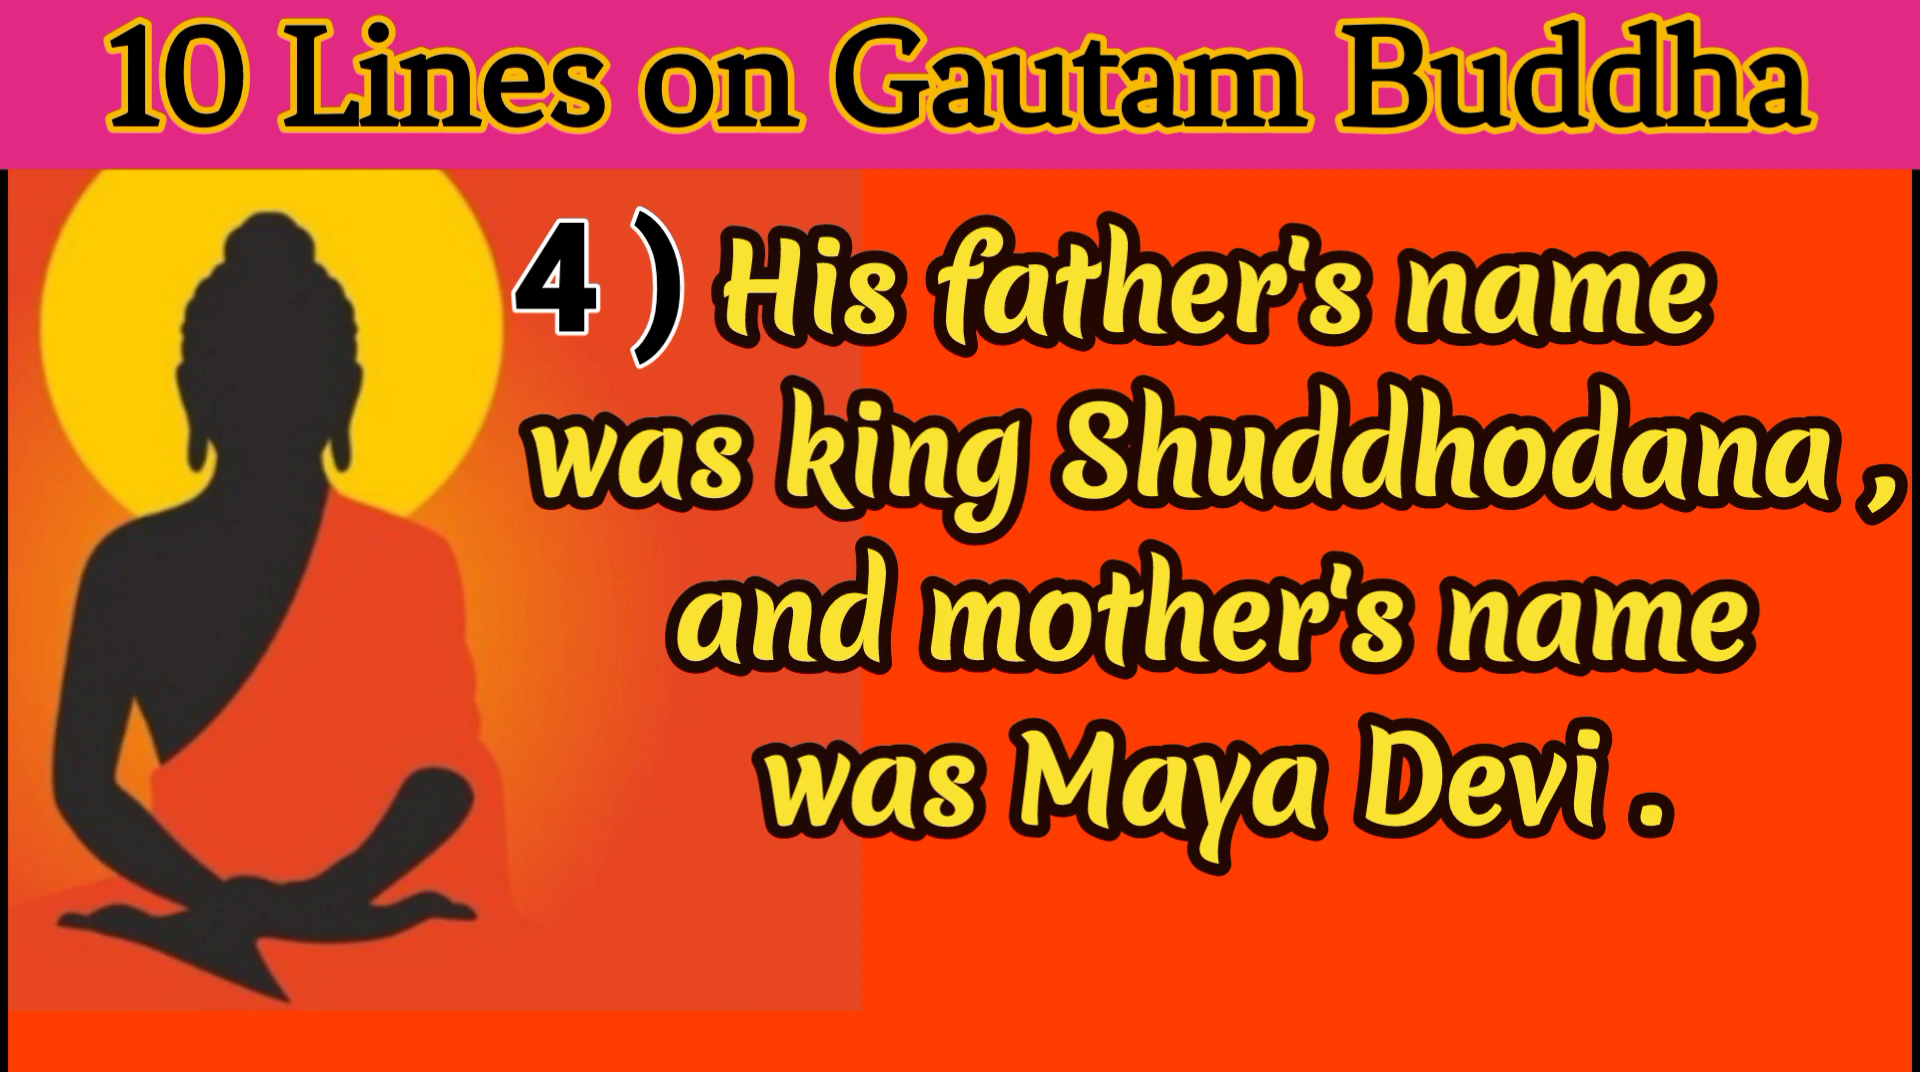 10 Lines on Gautam Buddha
4 ) His father's name
was king Shuddhodana ,
and mother's name
was Maya Devi .